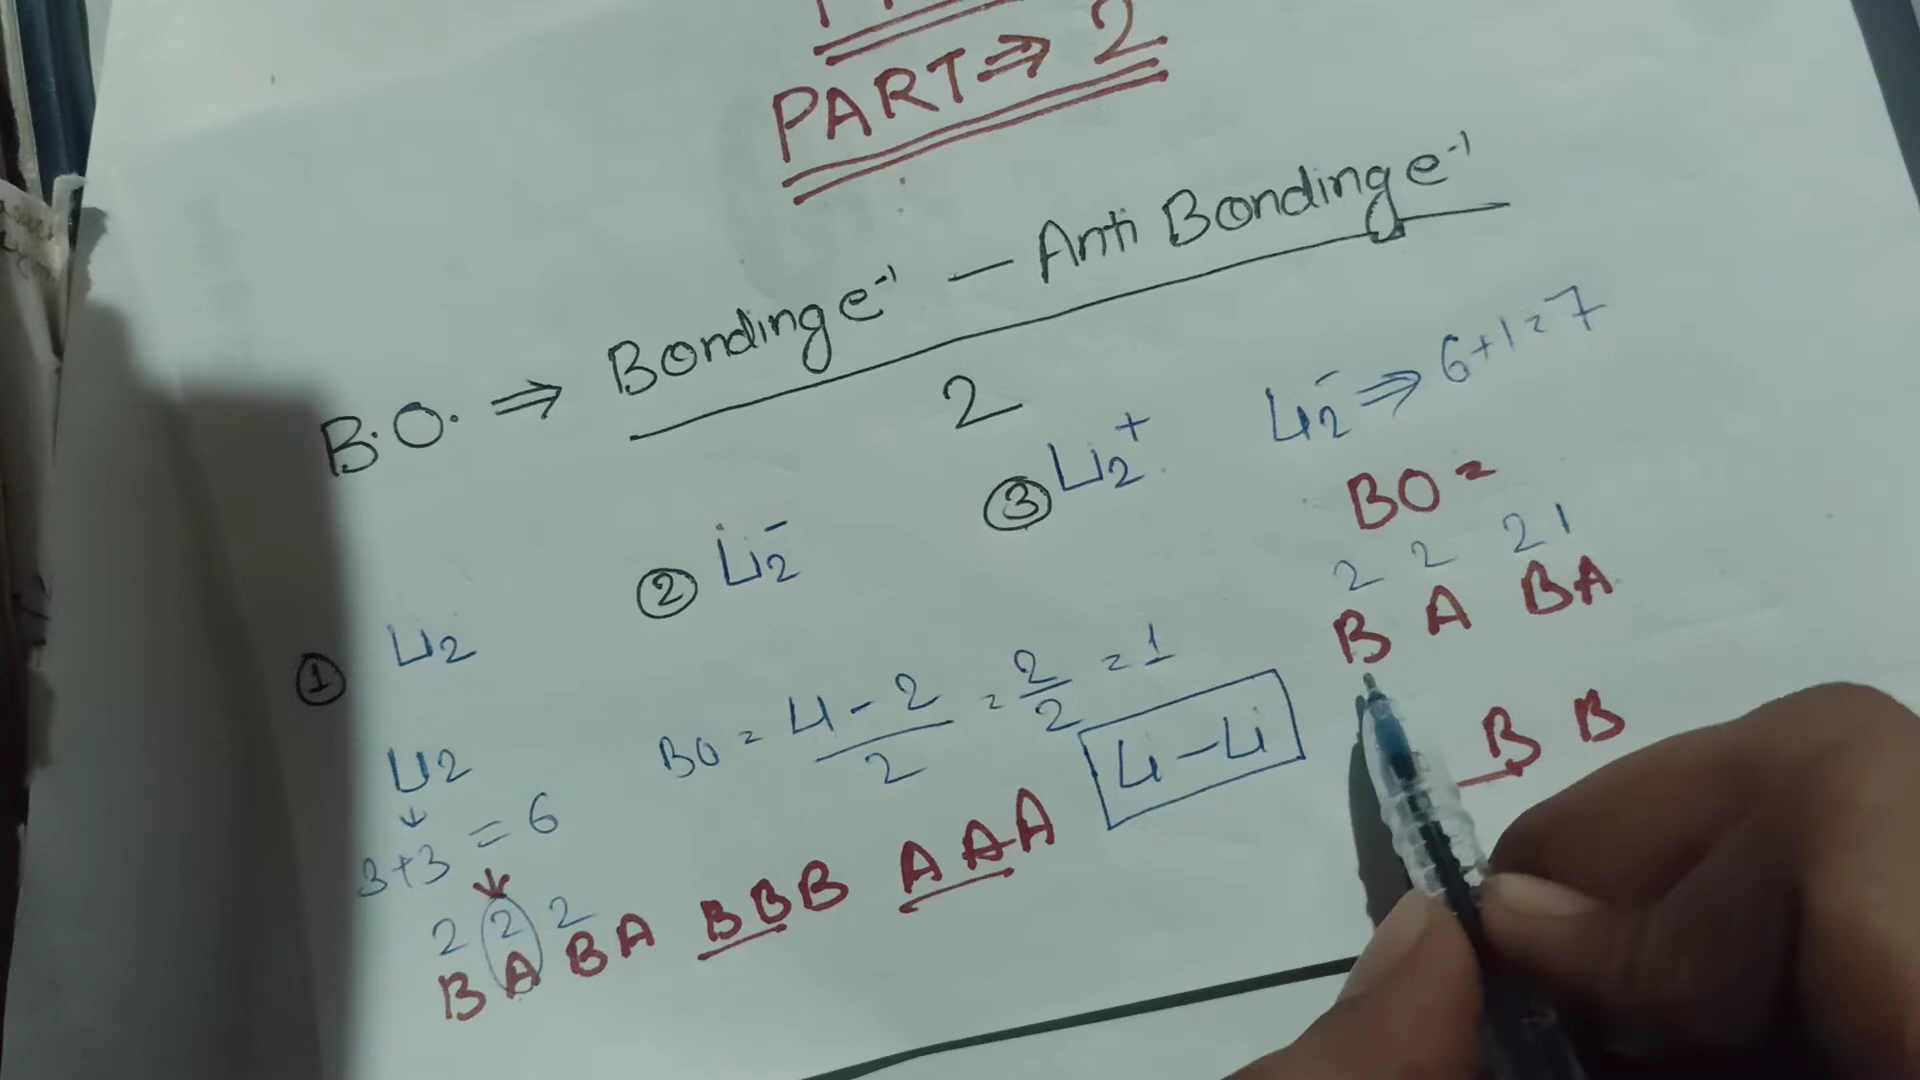 PART ⇒ 2
B.O. ⇒ Bonding e⁻¹ — Anti Bonding e⁻¹
2
① Li2
② Li2⁻
③ Li2⁺
Li2⁻ ⇒ 6+1=7
BO =
2 2 2 1
B A B A
B B
Li2
↓
3+3 = 6
BO = 4-2 / 2 = 2/2 = 1
Li-Li
2 2 2
B A B A BBB AAA